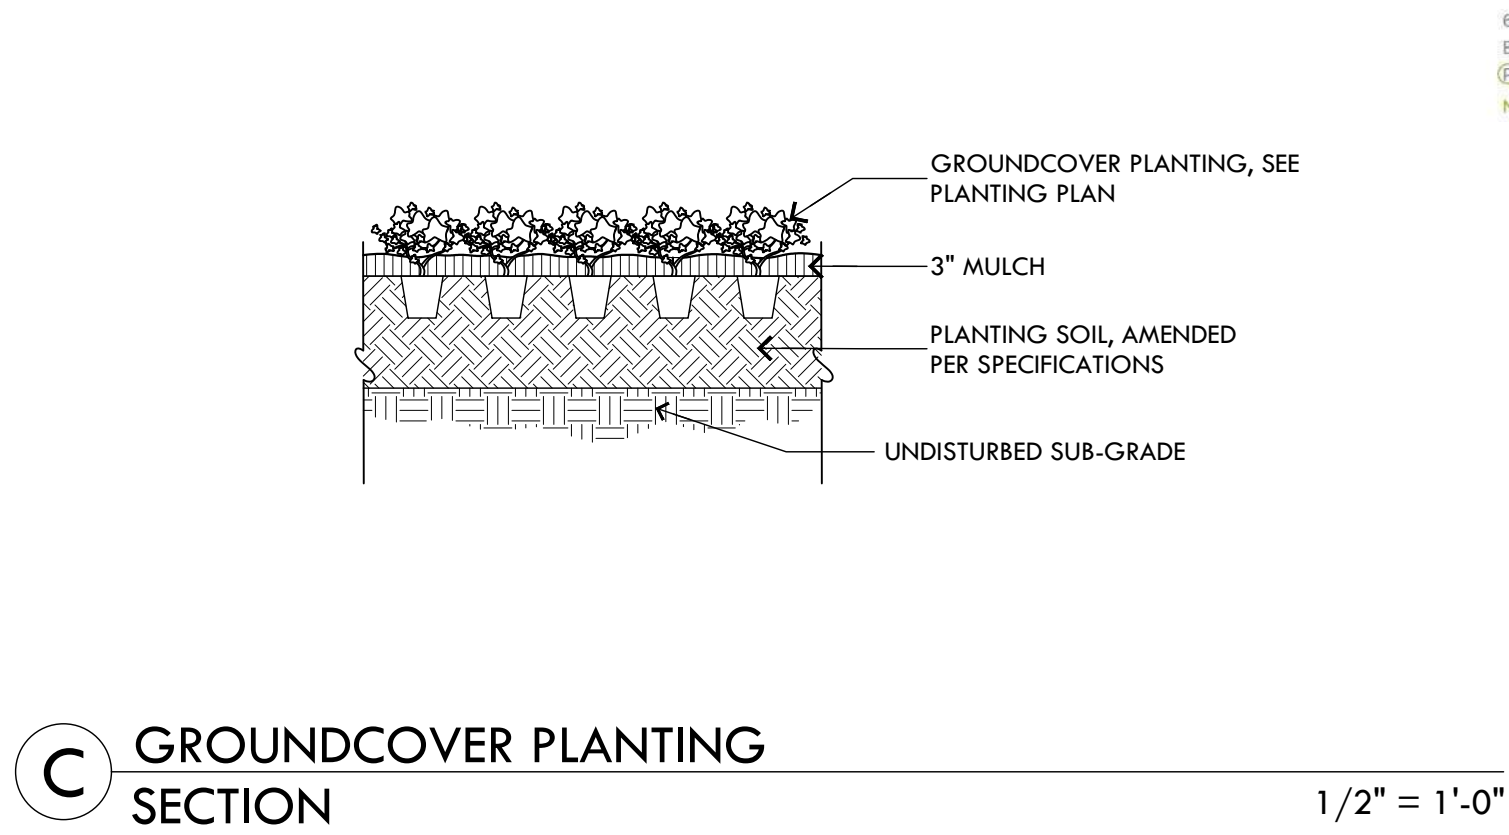 GROUNDCOVER PLANTING, SEE
PLANTING PLAN
3" MULCH
PLANTING SOIL, AMENDED
PER SPECIFICATIONS
UNDISTURBED SUB-GRADE
C
GROUNDCOVER PLANTING
SECTION
1/2" = 1'-0"